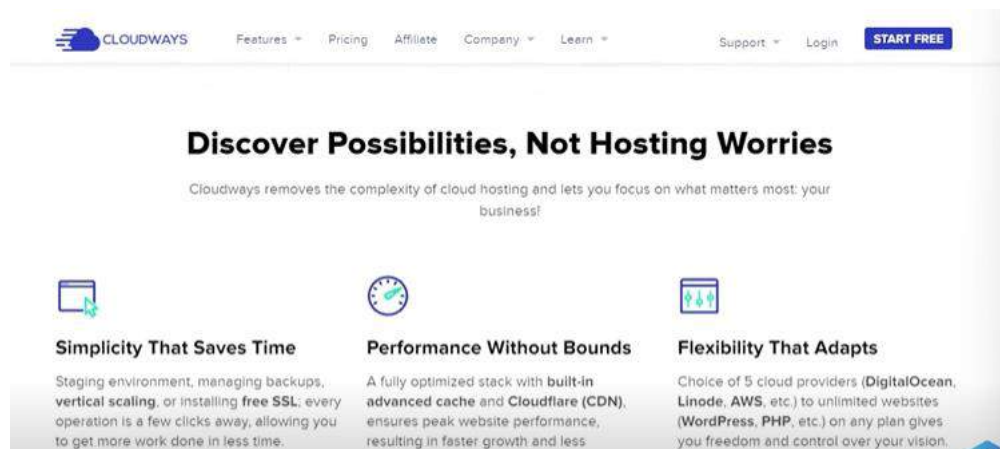 CLOUDWAYS Features Pricing Affiliate Company Learn Support Login START FREE
Discover Possibilities, Not Hosting Worries
Cloudways removes the complexity of cloud hosting and lets you focus on what matters most: your
business!
Simplicity That Saves Time
Staging environment, managing backups,
vertical scaling, or installing free SSL; every
operation is a few clicks away, allowing you
to get more work done in less time.
Performance Without Bounds
A fully optimized stack with built-in
advanced cache and Cloudflare (CDN),
ensures peak website performance,
resulting in faster growth and less
Flexibility That Adapts
Choice of 5 cloud providers (DigitalOcean,
Linode, AWS, etc.) to unlimited websites
(WordPress, PHP, etc.) on any plan gives
you freedom and control over your vision.